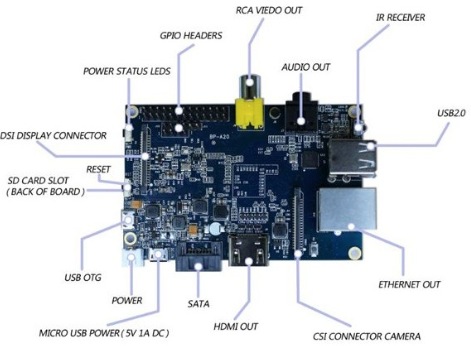 RCA VIEDO OUT
IR RECEIVER
GPIO HEADERS
POWER STATUS LEDS
AUDIO OUT
USB2.0
DSI DISPLAY CONNECTOR
BP-A20
RESET
SD CARD SLOT
( BACK OF BOARD )
USB OTG
ETHERNET OUT
POWER
SATA
HDMI OUT
MICRO USB POWER ( 5V 1A DC )
CSI CONNECTOR CAMERA